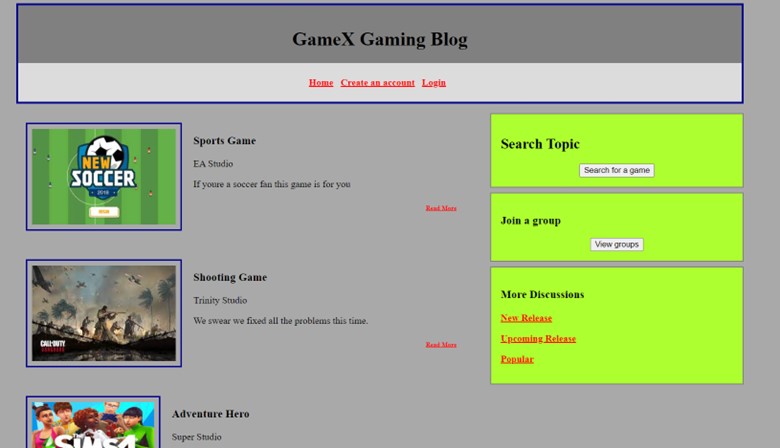 GameX Gaming Blog
Home Create an account Login
NEW
SOCCER
2018
Sports Game
EA Studio
If youre a soccer fan this game is for you
Read More
CALL OF DUTY
VANGUARD
Shooting Game
Trinity Studio
We swear we fixed all the problems this time.
Read More
The
SIMS4
Adventure Hero
Super Studio
Search Topic
Search for a game
Join a group
View groups
More Discussions
New Release
Upcoming Release
Popular